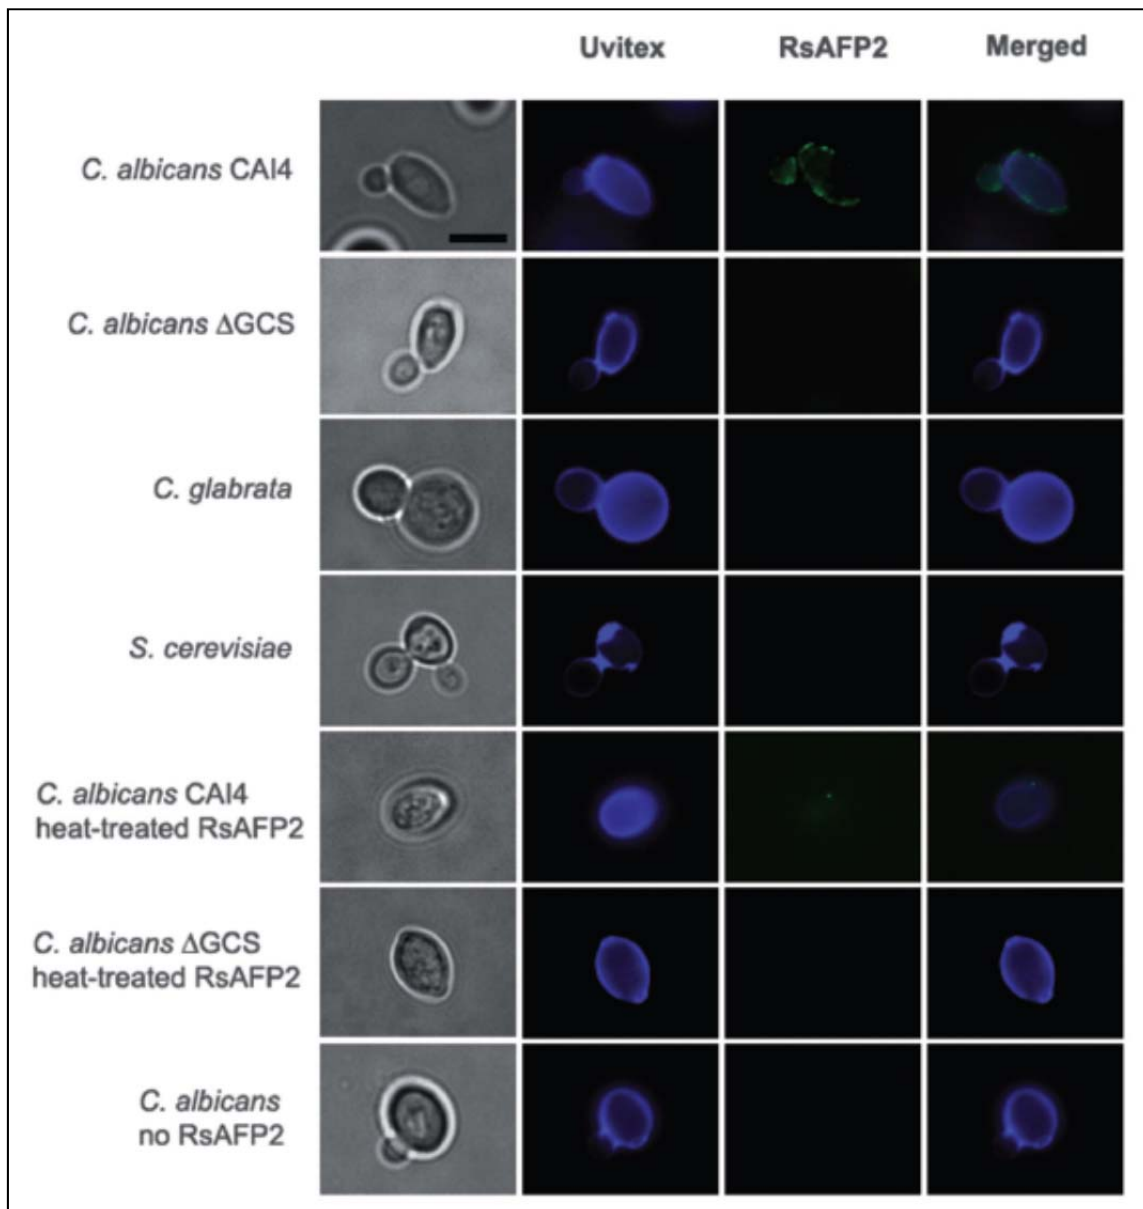 Uvitex RsAFP2 Merged
C. albicans CAI4
C. albicans ΔGCS
C. glabrata
S. cerevisiae
C. albicans CAI4
heat-treated RsAFP2
C. albicans ΔGCS
heat-treated RsAFP2
C. albicans
no RsAFP2